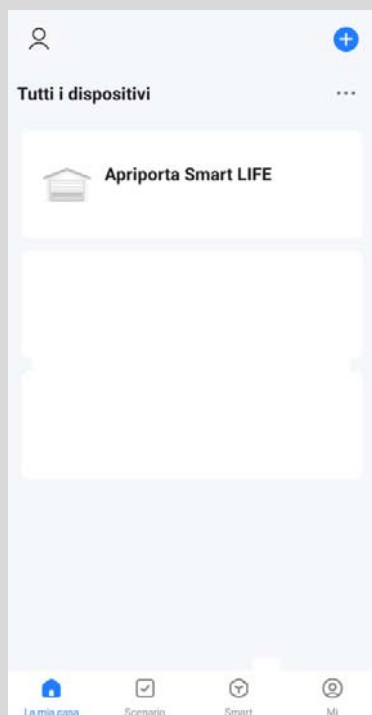 Tutti i dispositivi
Apriporta Smart LIFE
La mia casa
Scenario
Smart
Mi